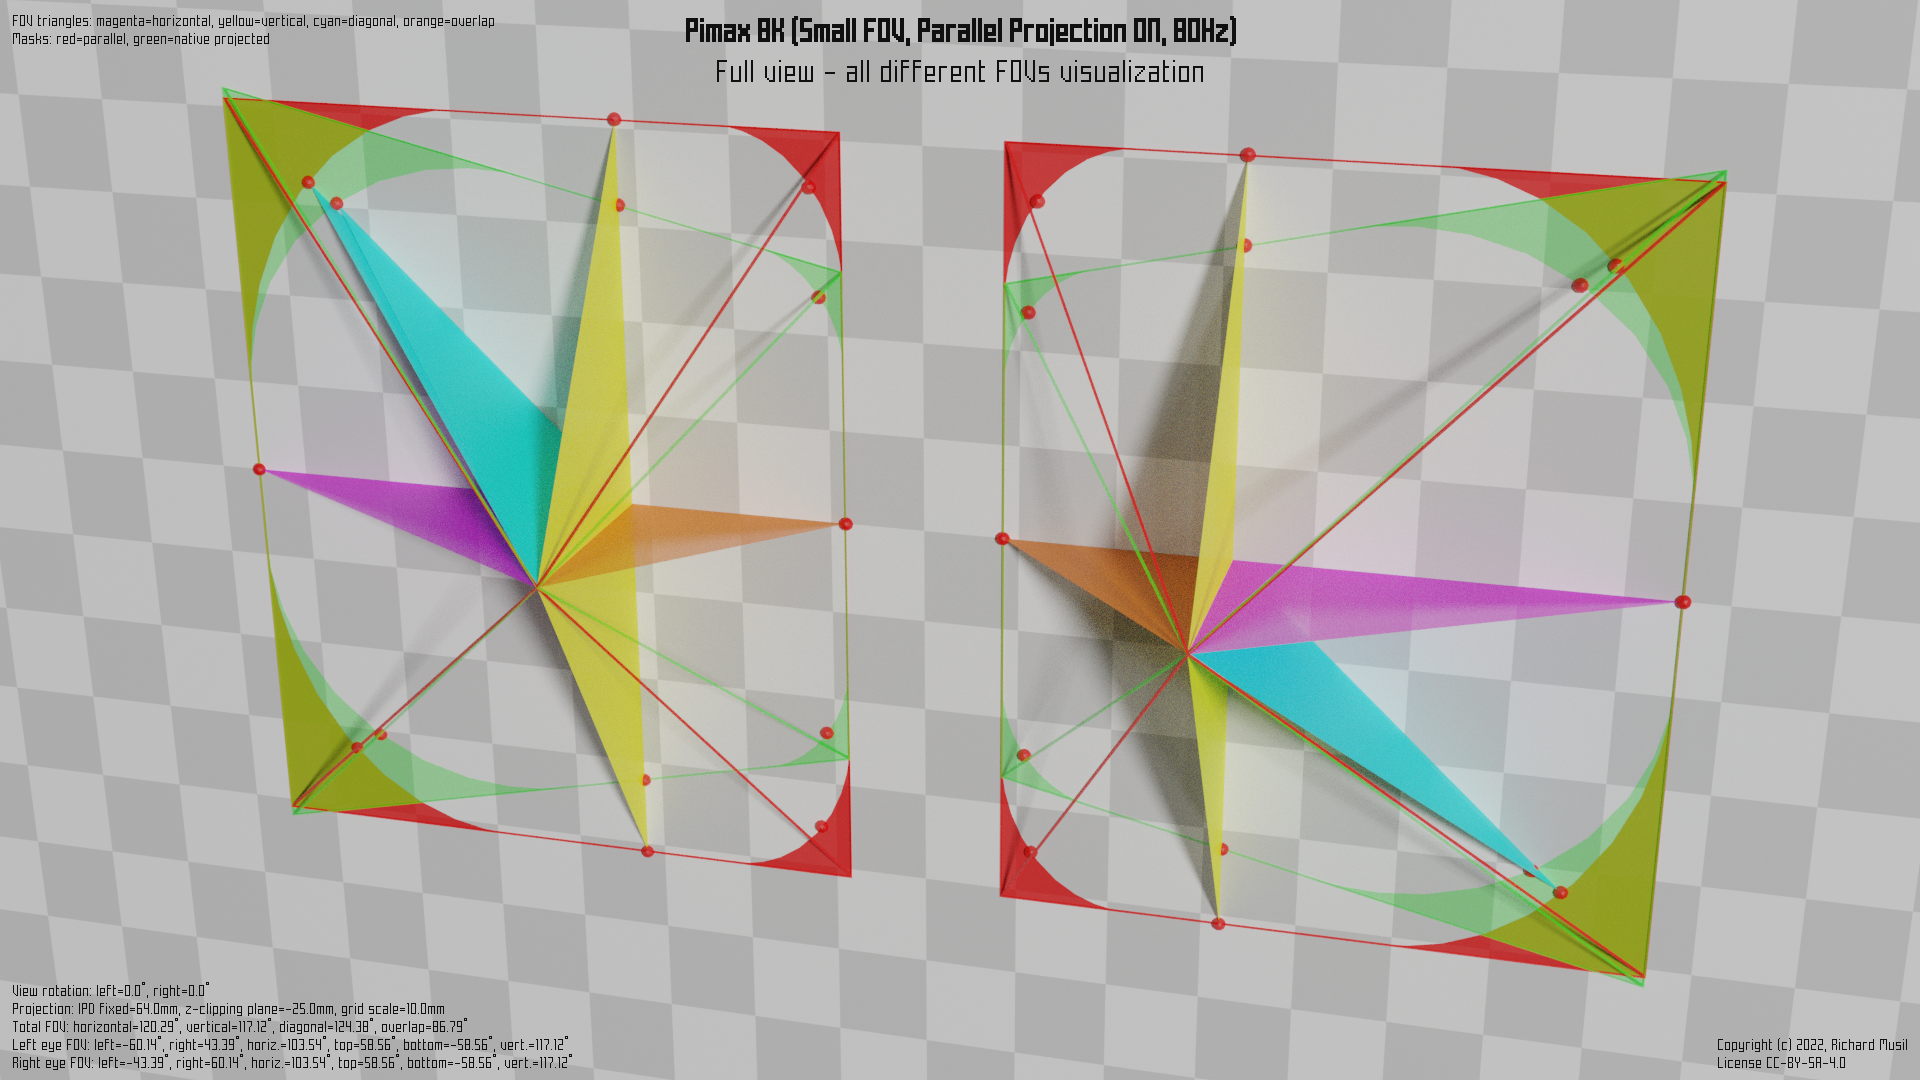 FOV triangles: magenta=horizontal, yellow=vertical, cyan=diagonal, orange=overlap
Masks: red=parallel, green=native projected
Pimax 8K (Small FOV, Parallel Projection ON, 80Hz)
Full view - all different FOVs visualization
View rotation: left=0.0°, right=0.0°
Projection: IPD fixed=64.0mm, z-clipping plane=-25.0mm, grid scale=10.0mm
Total FOV: horizontal=120.29°, vertical=117.12°, diagonal=124.38°, overlap=86.79°
Left eye FOV: left=-60.14°, right=43.39°, horiz.=103.54°, top=58.56°, bottom=-58.56°, vert.=117.12°
Right eye FOV: left=-43.39°, right=60.14°, horiz.=103.54°, top=58.56°, bottom=-58.56°, vert.=117.12°
Copyright (c) 2022, Richard Musil
License CC-BY-SA-4.0